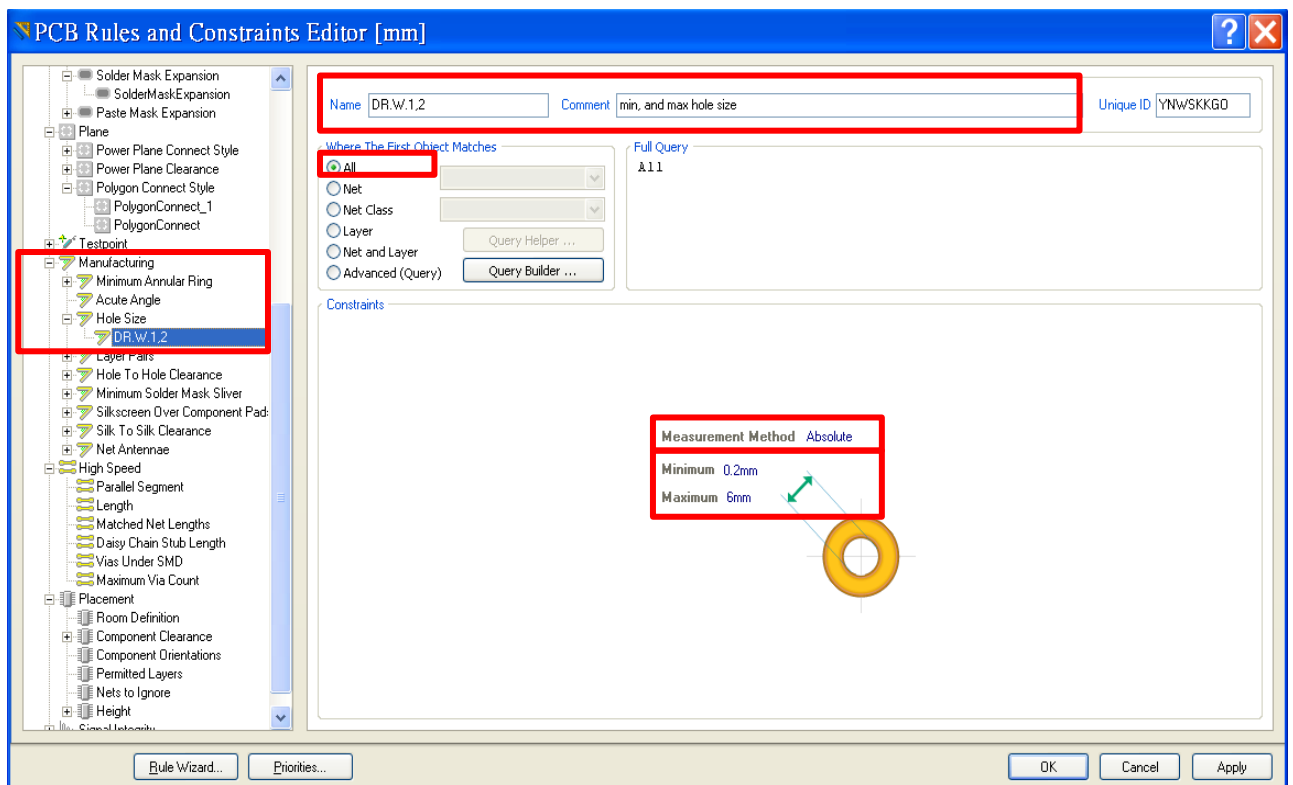 PCB Rules and Constraints Editor [mm]
Solder Mask Expansion
SolderMaskExpansion
Paste Mask Expansion
Plane
Power Plane Connect Style
Power Plane Clearance
Polygon Connect Style
PolygonConnect_1
PolygonConnect
Testpoint
Manufacturing
Minimum Annular Ring
Acute Angle
Hole Size
DR.W.1,2
Layer Pairs
Hole To Hole Clearance
Minimum Solder Mask Sliver
Silkscreen Over Component Pad
Silk To Silk Clearance
Net Antennae
High Speed
Parallel Segment
Length
Matched Net Lengths
Daisy Chain Stub Length
Vias Under SMD
Maximum Via Count
Placement
Room Definition
Component Clearance
Component Orientations
Permitted Layers
Nets to Ignore
Height
Signal Integrity
Name DR.W.1,2 Comment min, and max hole size Unique ID YNWSKKGO
Where The First Object Matches
All
Net
Net Class
Layer
Net and Layer
Advanced (Query)
Query Helper ...
Query Builder ...
Full Query
All
Constraints
Measurement Method Absolute
Minimum 0.2mm
Maximum 6mm
Rule Wizard... Priorities... OK Cancel Apply